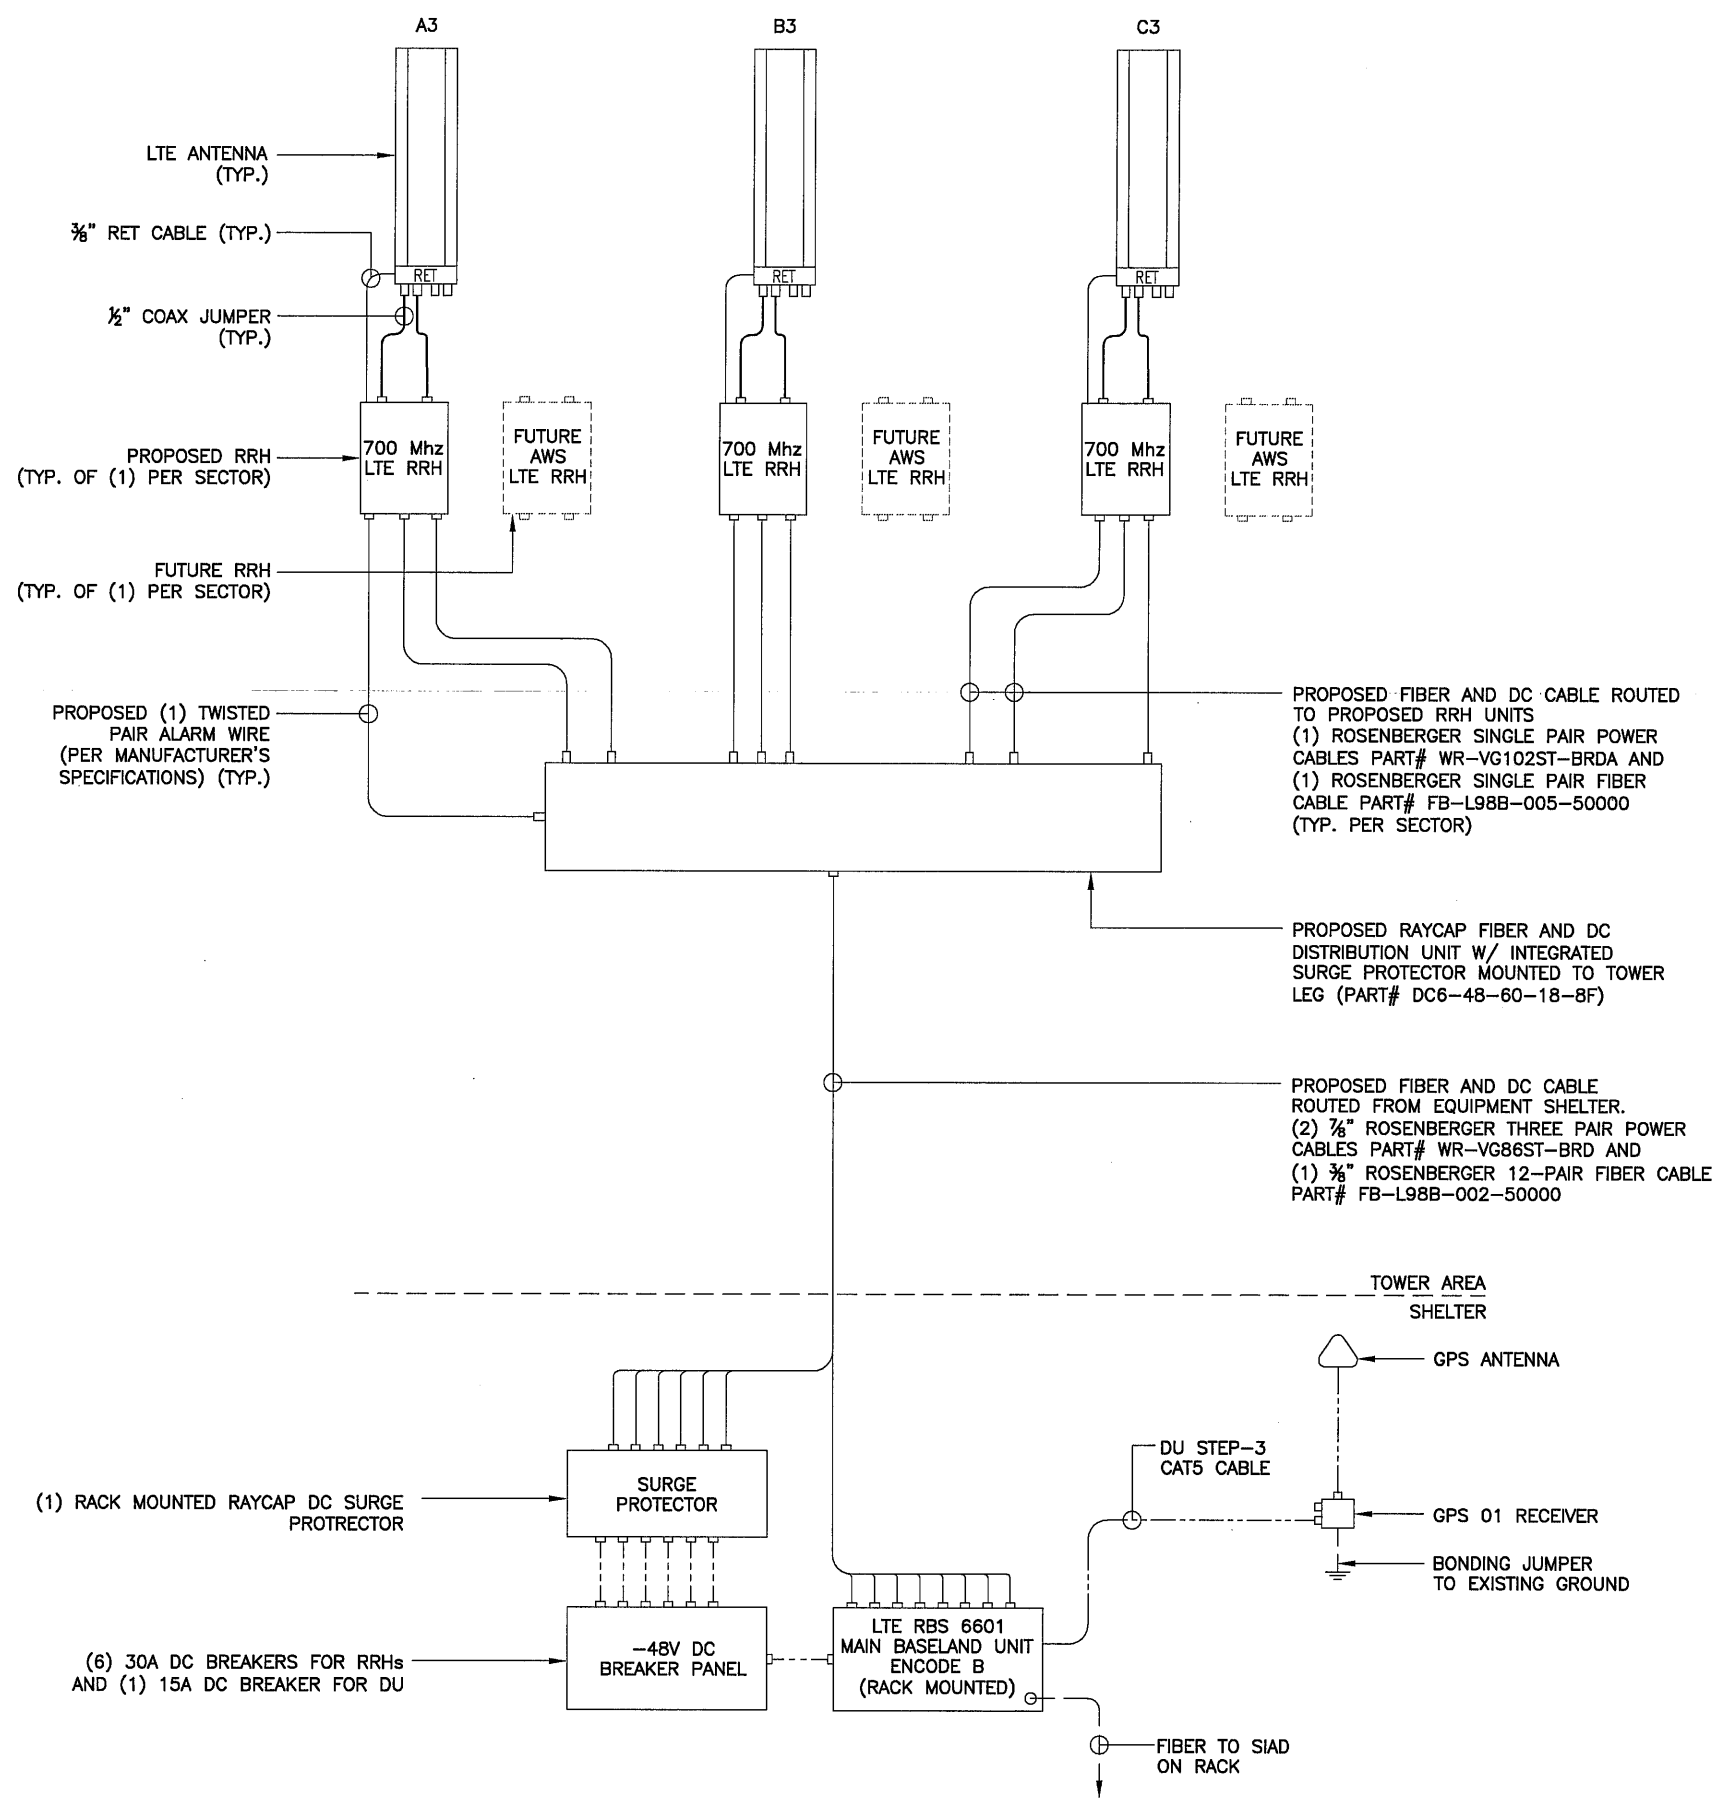 A3
B3
C3
LTE ANTENNA
(TYP.)
⅜" RET CABLE (TYP.)
RET
RET
RET
½" COAX JUMPER
(TYP.)
PROPOSED RRH
(TYP. OF (1) PER SECTOR)
700 Mhz
LTE RRH
FUTURE
AWS
LTE RRH
700 Mhz
LTE RRH
FUTURE
AWS
LTE RRH
700 Mhz
LTE RRH
FUTURE
AWS
LTE RRH
FUTURE RRH
(TYP. OF (1) PER SECTOR)
PROPOSED (1) TWISTED
PAIR ALARM WIRE
(PER MANUFACTURER'S
SPECIFICATIONS) (TYP.)
PROPOSED FIBER AND DC CABLE ROUTED
TO PROPOSED RRH UNITS
(1) ROSENBERGER SINGLE PAIR POWER
CABLES PART# WR-VG102ST-BRDA AND
(1) ROSENBERGER SINGLE PAIR FIBER
CABLE PART# FB-L98B-005-50000
(TYP. PER SECTOR)
PROPOSED RAYCAP FIBER AND DC
DISTRIBUTION UNIT W/ INTEGRATED
SURGE PROTECTOR MOUNTED TO TOWER
LEG (PART# DC6-48-60-18-8F)
PROPOSED FIBER AND DC CABLE
ROUTED FROM EQUIPMENT SHELTER.
(2) ⅞" ROSENBERGER THREE PAIR POWER
CABLES PART# WR-VG86ST-BRD AND
(1) ⅜" ROSENBERGER 12-PAIR FIBER CABLE
PART# FB-L98B-002-50000
TOWER AREA
SHELTER
GPS ANTENNA
DU STEP-3
CAT5 CABLE
GPS 01 RECEIVER
BONDING JUMPER
TO EXISTING GROUND
(1) RACK MOUNTED RAYCAP DC SURGE
PROTRECTOR
SURGE
PROTECTOR
(6) 30A DC BREAKERS FOR RRHs
AND (1) 15A DC BREAKER FOR DU
-48V DC
BREAKER PANEL
LTE RBS 6601
MAIN BASELAND UNIT
ENCODE B
(RACK MOUNTED)
FIBER TO SIAD
ON RACK